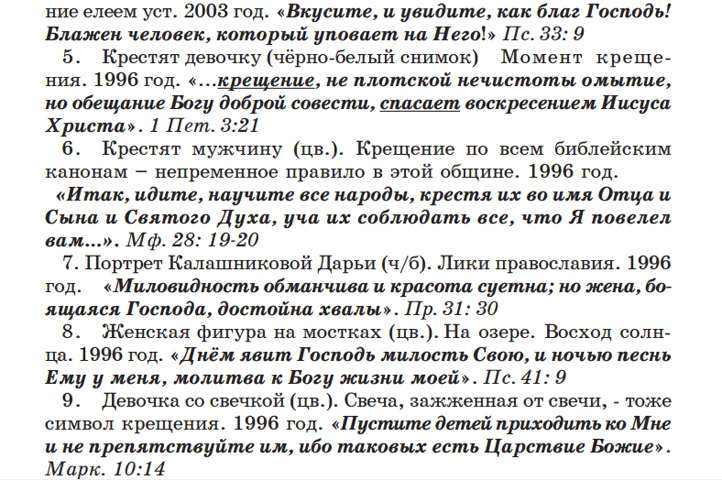 ние елеем уст. 2003 год. «Вкусите, и увидите, как благ Господь!
Блажен человек, который уповает на Него!» Пс. 33: 9
5. Крестят девочку (чёрно-белый снимок) Момент креще-
ния. 1996 год. «...крещение, не плотской нечистоты омытие,
но обещание Богу доброй совести, спасает воскресением Иисуса
Христа». 1 Пет. 3:21
6. Крестят мужчину (цв.). Крещение по всем библейским
канонам – непременное правило в этой общине. 1996 год.
«Итак, идите, научите все народы, крестя их во имя Отца и
Сына и Святого Духа, уча их соблюдать все, что Я повелел
вам...». Мф. 28: 19-20
7. Портрет Калашниковой Дарьи (ч/б). Лики православия. 1996
год. «Миловидность обманчива и красота суетна; но жена, бо-
ящаяся Господа, достойна хвалы». Пр. 31: 30
8. Женская фигура на мостках (цв.). На озере. Восход солн-
ца. 1996 год. «Днём явит Господь милость Свою, и ночью песнь
Ему у меня, молитва к Богу жизни моей». Пс. 41: 9
9. Девочка со свечкой (цв.). Свеча, зажженная от свечи, - тоже
символ крещения. 1996 год. «Пустите детей приходить ко Мне
и не препятствуйте им, ибо таковых есть Царствие Божие».
Марк. 10:14